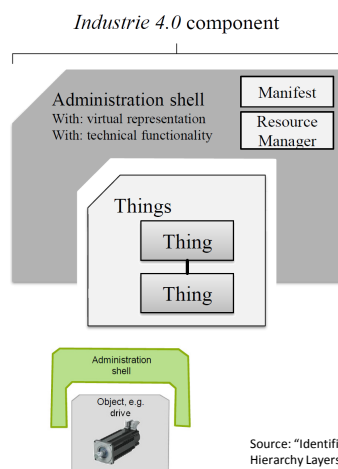 Industrie 4.0 component
Administration shell
With: virtual representation
With: technical functionality
Manifest
Resource
Manager
Things
Thing
Thing
Administration
shell
Object, e.g.
drive
Source: “Identifi
Hierarchy Layers